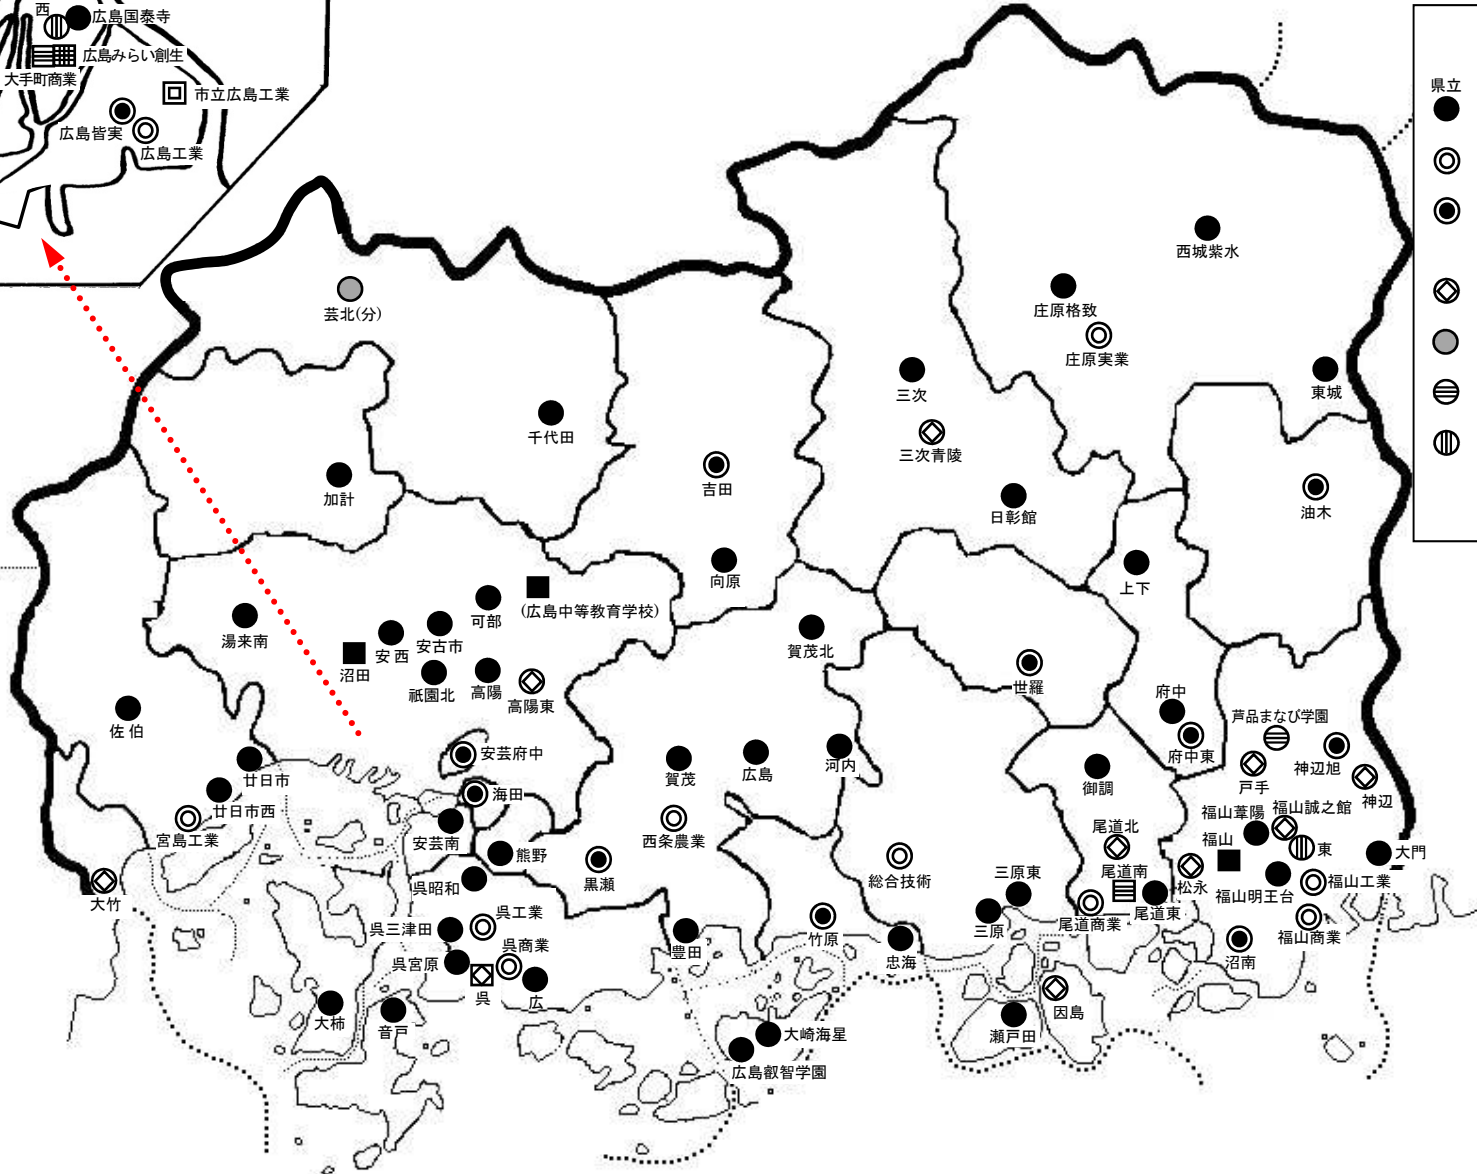 西
広島国泰寺
広島みらい創生
大手町商業
市立広島工業
広島皆実
広島工業
県立
西城紫水
庄原格致
芸北(分)
庄原実業
三次
東城
千代田
三次青陵
加計
吉田
日彰館
油木
向原
上下
(広島中等教育学校)
可部
湯来南
安古市
安西
賀茂北
沼田
祇園北
高陽
高陽東
世羅
府中
芦品まなび学園
佐伯
安芸府中
府中東
神辺旭
廿日市
賀茂
広島
河内
戸手
御調
神辺
海田
廿日市西
福山葦陽
福山誠之館
尾道北
宮島工業
安芸南
西条農業
福山
東
大門
熊野
尾道南
三原東
黒瀬
総合技術
呉昭和
松永
福山工業
福山明王台
大竹
呉工業
尾道東
尾道商業
呉三津田
三原
福山商業
竹原
呉商業
豊田
忠海
沼南
呉宮原
呉
広
因島
大柿
音戸
大崎海星
瀬戸田
広島叡智学園